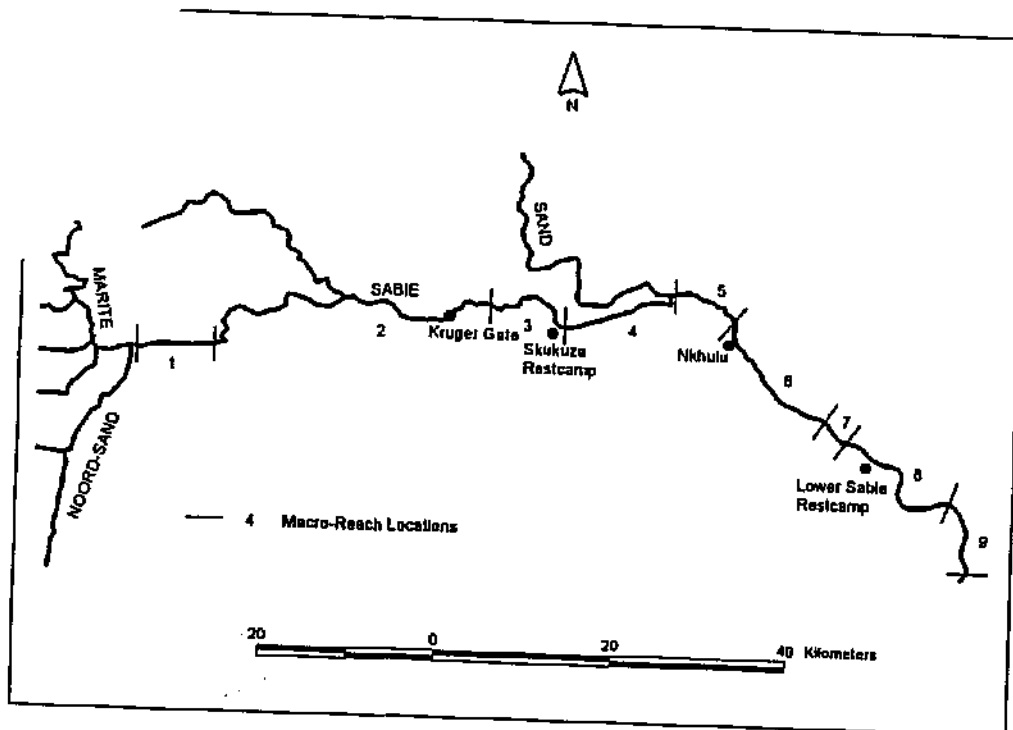 N
SAND
MARITE
SABIE
5
2
Kruger Gate
3
4
Skukuza
Restcamp
Nkhulu
1
6
7
NOORD-SAND
8
Lower Sabie
Restcamp
4 Macro-Reach Locations
9
20 0 20 40 Kilometers